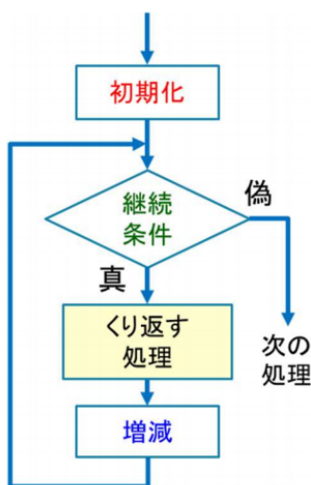 初期化
継続
条件
偽
真
くり返す
処理
次の
処理
増減